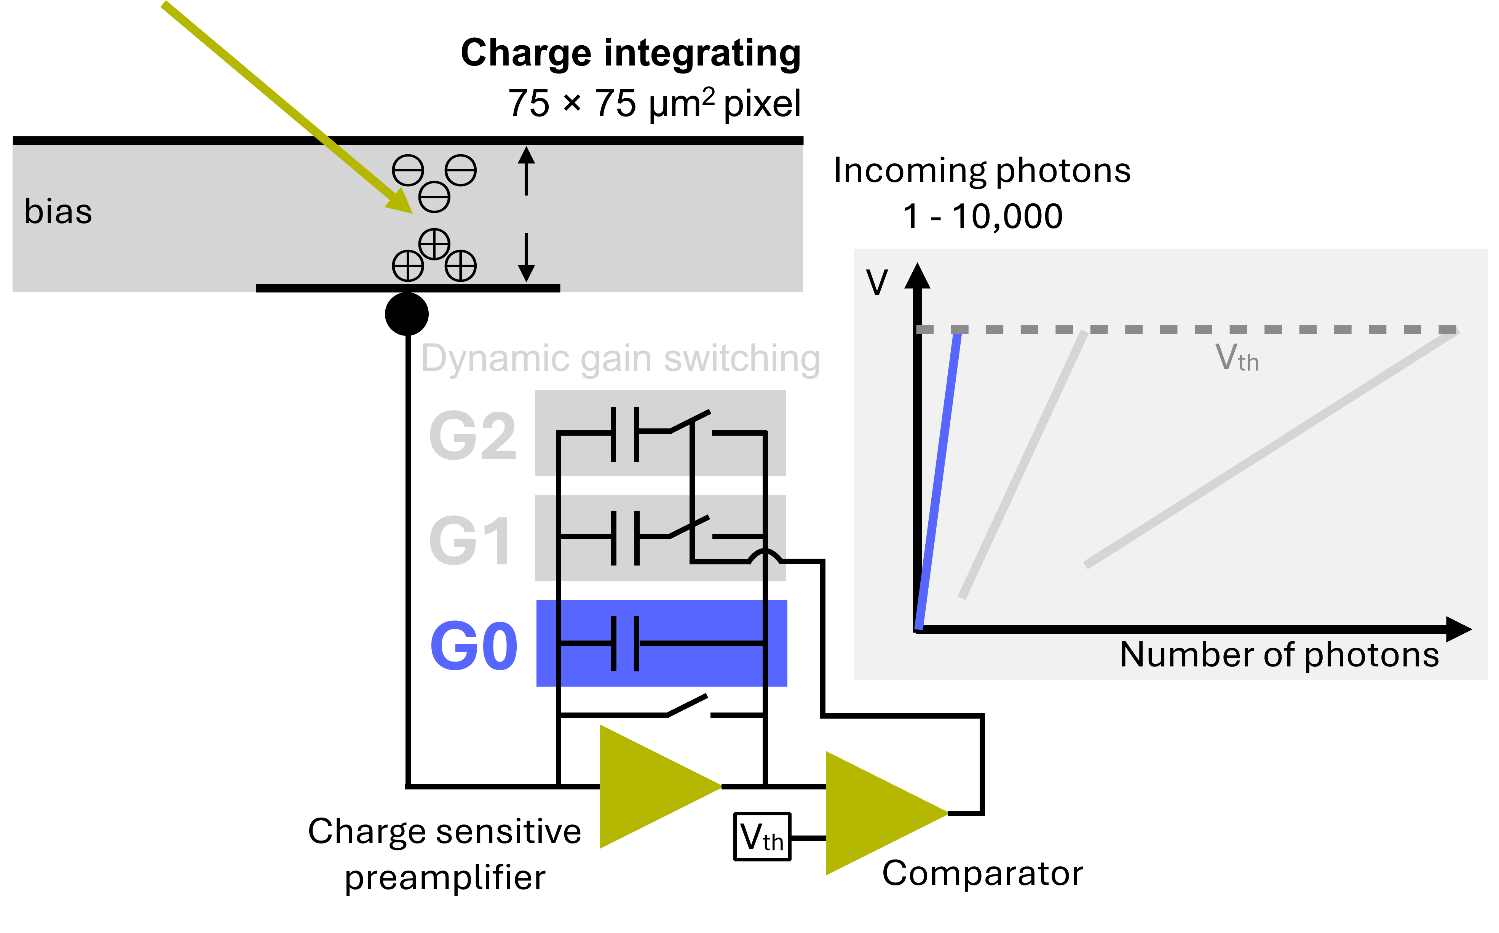 Charge integrating
75 × 75 µm² pixel
bias
Incoming photons
1 - 10,000
V
Vth
Number of photons
Dynamic gain switching
G2
G1
G0
Charge sensitive
preamplifier
Vth
Comparator